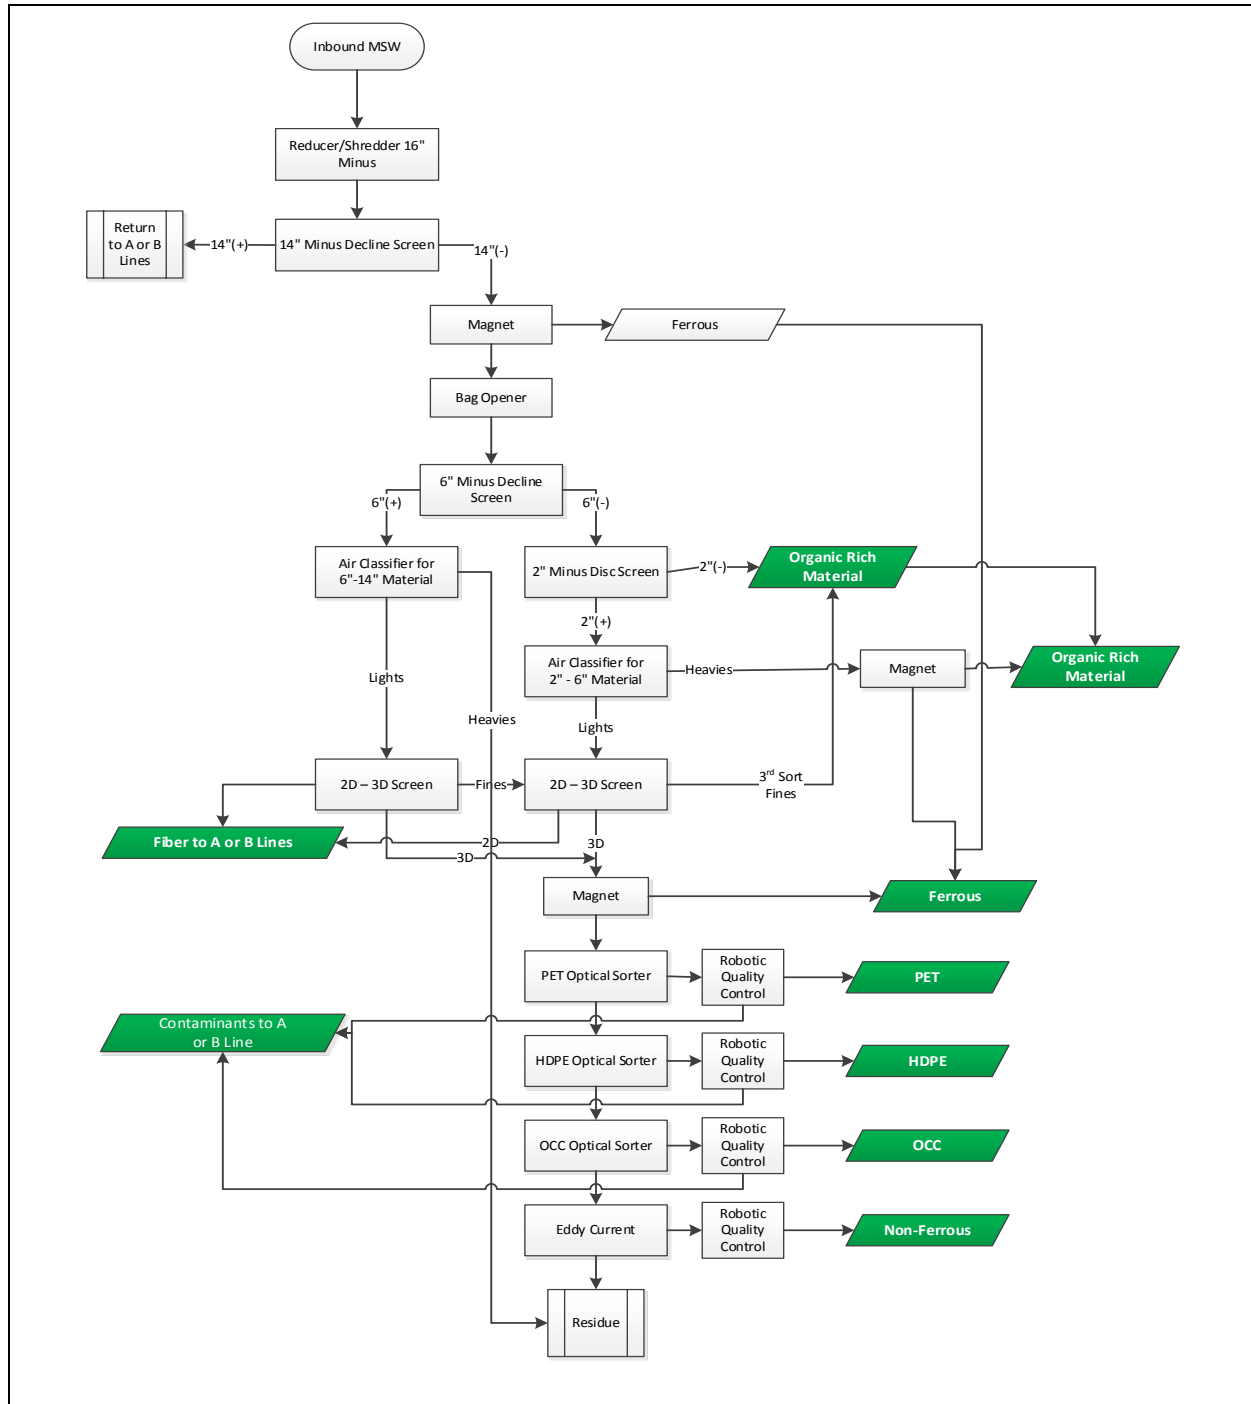 Inbound MSW
Reducer/Shredder 16"
Minus
Return
to A or B
Lines
14"(+)
14" Minus Decline Screen
14"(-)
Magnet
Ferrous
Bag Opener
6" Minus Decline
Screen
6"(+)
6"(-)
Air Classifier for
6"-14" Material
2" Minus Disc Screen
2"(-)
Organic Rich
Material
2"(+)
Air Classifier for
2" - 6" Material
Heavies
Magnet
Organic Rich
Material
Lights
Heavies
Lights
2D – 3D Screen
Fines
2D – 3D Screen
3rd Sort
Fines
Fiber to A or B Lines
2D
3D
3D
Magnet
Ferrous
PET Optical Sorter
Robotic
Quality
Control
PET
Contaminants to A
or B Line
HDPE Optical Sorter
Robotic
Quality
Control
HDPE
OCC Optical Sorter
Robotic
Quality
Control
OCC
Eddy Current
Robotic
Quality
Control
Non-Ferrous
Residue